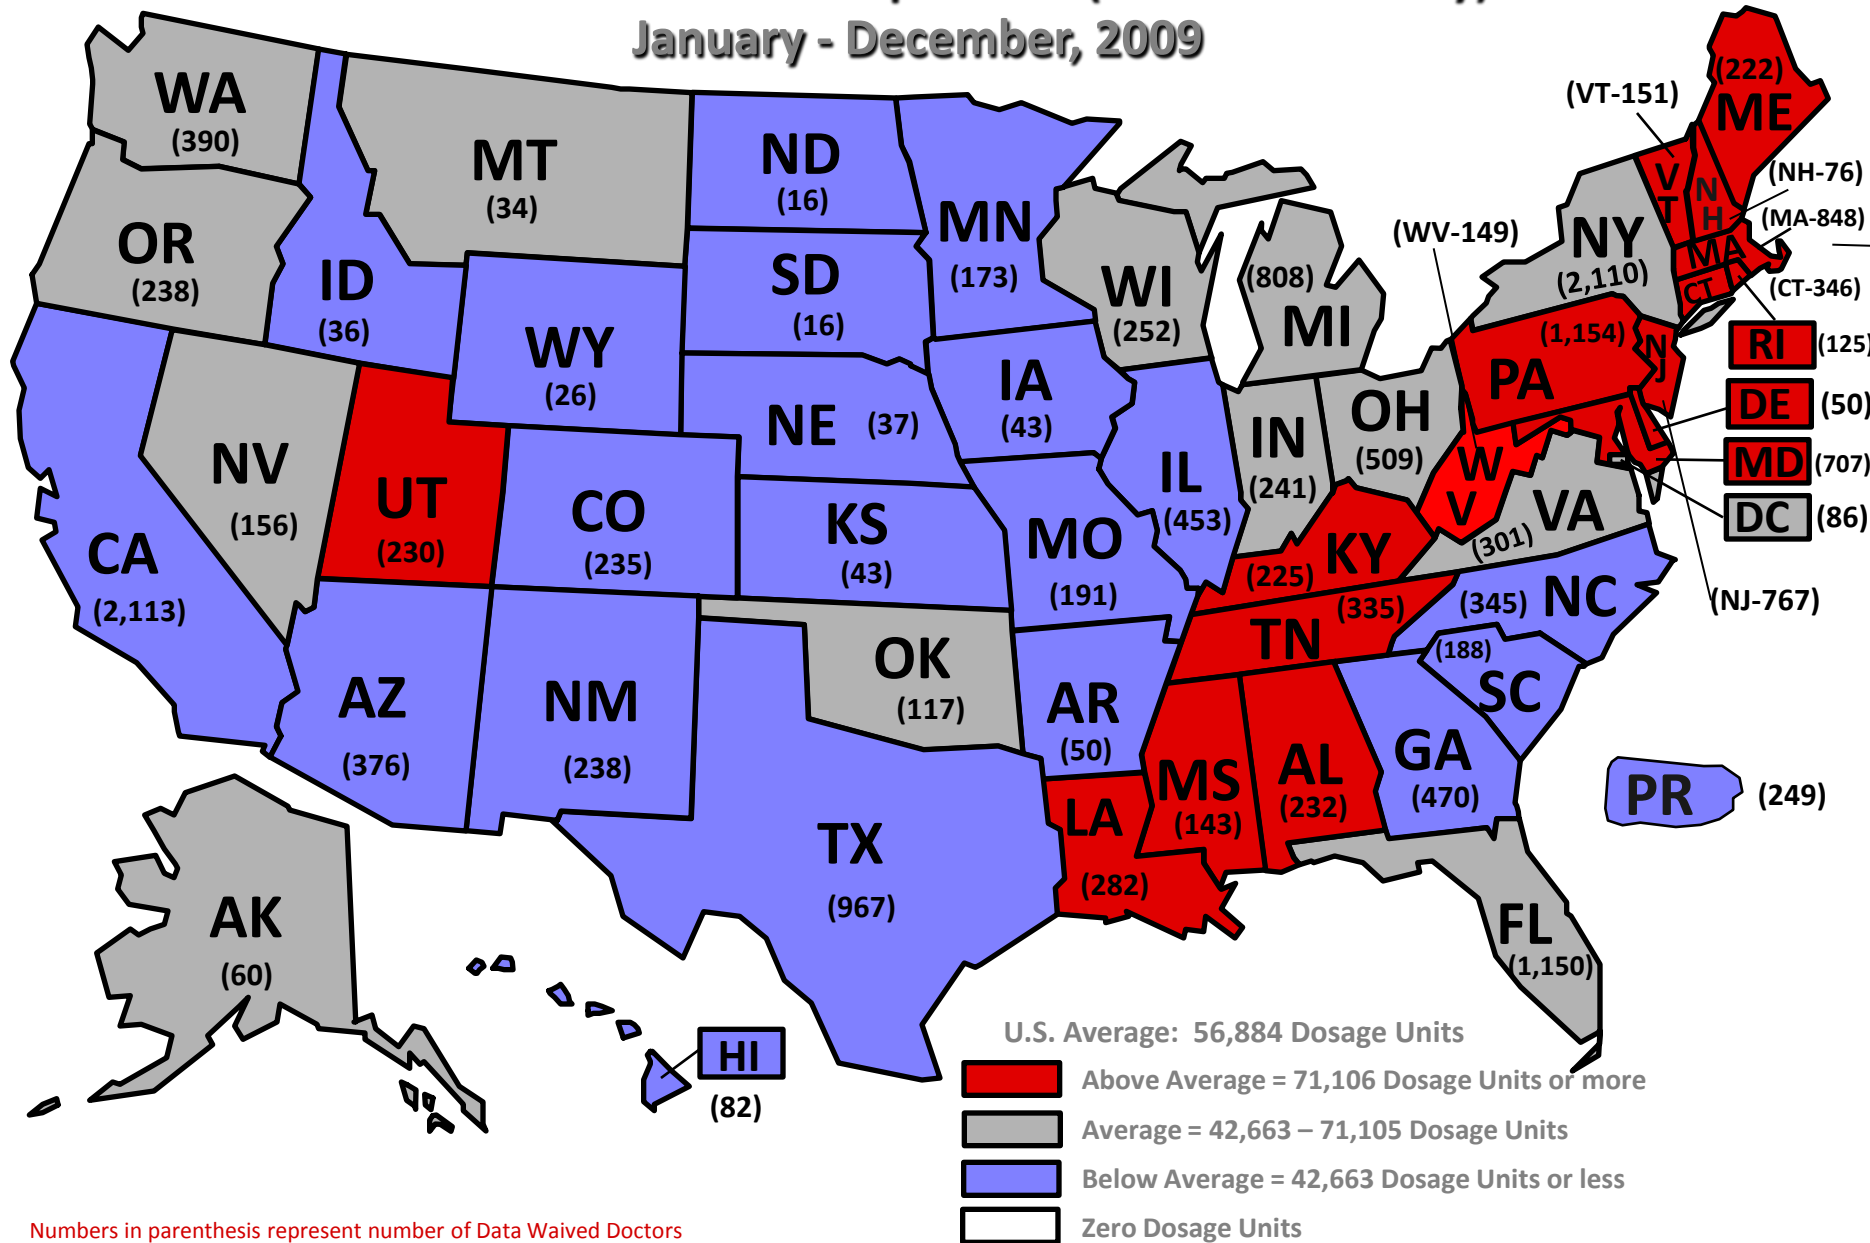 January - December, 2009
WA
(390)
MT
(34)
ND
(16)
MN
(173)
OR
(238)
ID
(36)
SD
(16)
WI
(252)
(808)
MI
WY
(26)
IA
(43)
NE (37)
NV
(156)
UT
(230)
CO
(235)
KS
(43)
MO
(191)
IL
(453)
IN
(241)
OH
(509)
CA
(2,113)
AZ
(376)
NM
(238)
OK
(117)
AR
(50)
TX
(967)
LA
(282)
MS
(143)
AL
(232)
GA
(470)
(188)
SC
(345) NC
(335)
TN
KY
(225)
VA
(301)
WV
(WV-149)
(1,154)
PA
NY
(2,110)
(VT-151)
VT
(222)
ME
NH
(NH-76)
(MA-848)
MA
CT
(CT-346)
NJ
RI (125)
DE (50)
MD (707)
DC (86)
(NJ-767)
FL
(1,150)
PR (249)
AK
(60)
HI
(82)
U.S. Average: 56,884 Dosage Units
Above Average = 71,106 Dosage Units or more
Average = 42,663 – 71,105 Dosage Units
Below Average = 42,663 Dosage Units or less
Zero Dosage Units
Numbers in parenthesis represent number of Data Waived Doctors